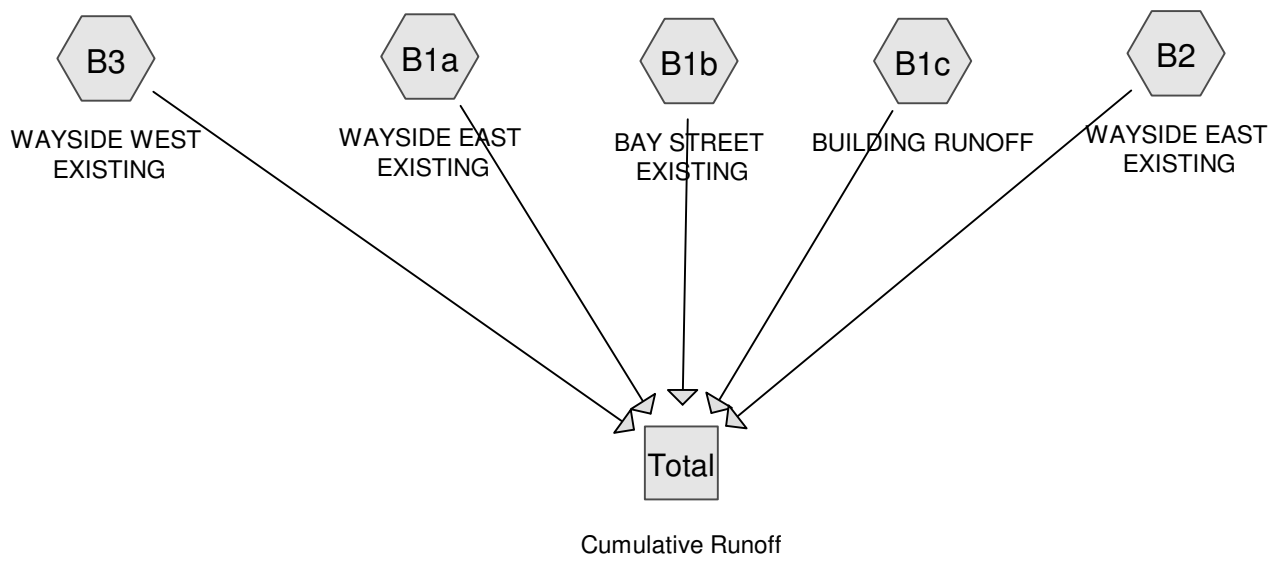 B3
B1a
B1b
B1c
B2
WAYSIDE WEST
EXISTING
WAYSIDE EAST
EXISTING
BAY STREET
EXISTING
BUILDING RUNOFF
WAYSIDE EAST
EXISTING
Total
Cumulative Runoff